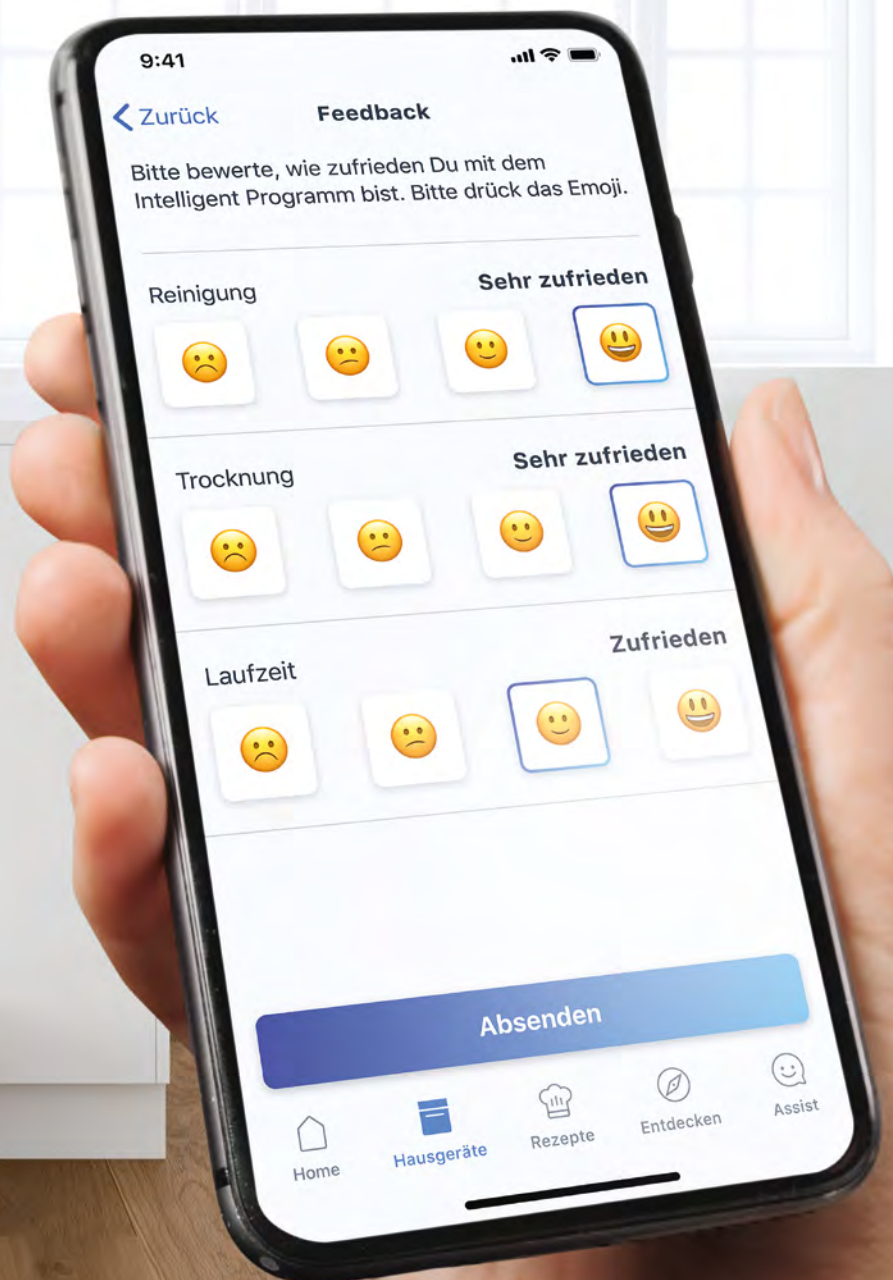 9:41
Zurück
Feedback
Bitte bewerte, wie zufrieden Du mit dem
Intelligent Programm bist. Bitte drück das Emoji.
Reinigung
Sehr zufrieden
Trocknung
Sehr zufrieden
Laufzeit
Zufrieden
Absenden
Home
Hausgeräte
Rezepte
Entdecken
Assist